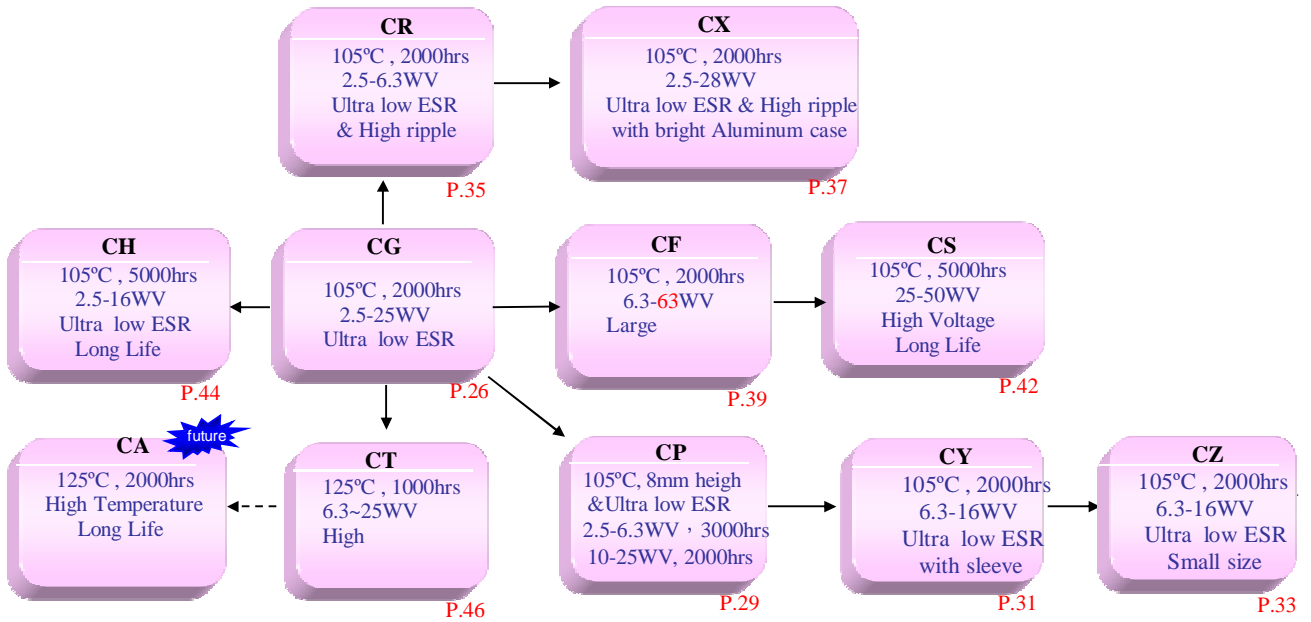 CR
105ºC , 2000hrs
2.5-6.3WV
Ultra low ESR
& High ripple
P.35
CX
105ºC , 2000hrs
2.5-28WV
Ultra low ESR & High ripple
with bright Aluminum case
P.37
CH
105ºC , 5000hrs
2.5-16WV
Ultra low ESR
Long Life
P.44
CG
105ºC , 2000hrs
2.5-25WV
Ultra low ESR
P.26
CF
105ºC , 2000hrs
6.3-63WV
Large
P.39
CS
105ºC , 5000hrs
25-50WV
High Voltage
Long Life
P.42
future
CA
125ºC , 2000hrs
High Temperature
Long Life
CT
125ºC , 1000hrs
6.3~25WV
High
P.46
CP
105ºC, 8mm heigh
&Ultra low ESR
2.5-6.3WV，3000hrs
10-25WV, 2000hrs
P.29
CY
105ºC , 2000hrs
6.3-16WV
Ultra low ESR
with sleeve
P.31
CZ
105ºC , 2000hrs
6.3-16WV
Ultra low ESR
Small size
P.33